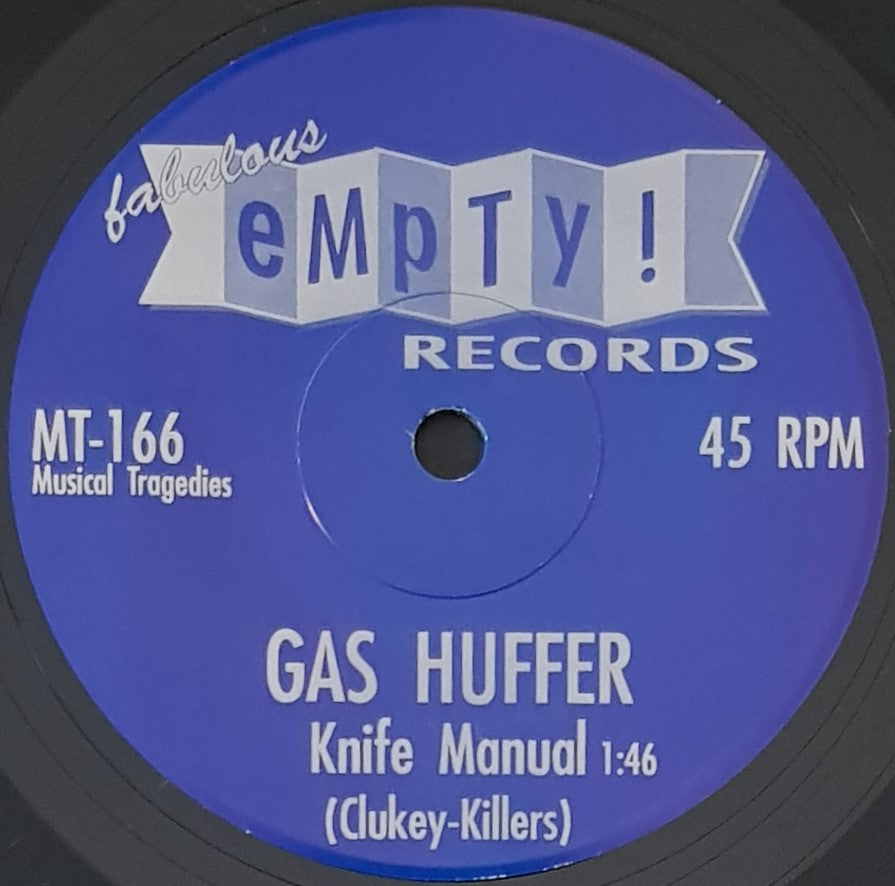 fabulous
eMpTy!
RECORDS
MT-166
Musical Tragedies
45 RPM
GAS HUFFER
Knife Manual 1:46
(Clukey-Killers)